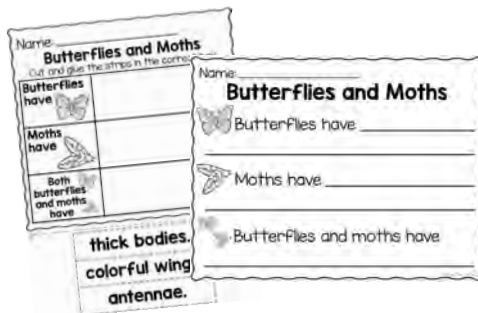 Name:
Butterflies and Moths
Cut and glue the strips in the
Butterflies
have
Moths
have
Both
butterflies
and moths
have
thick bodies.
colorful wing
antennae.
Name:
Butterflies and Moths
Butterflies have
Moths have
Butterflies and moths have